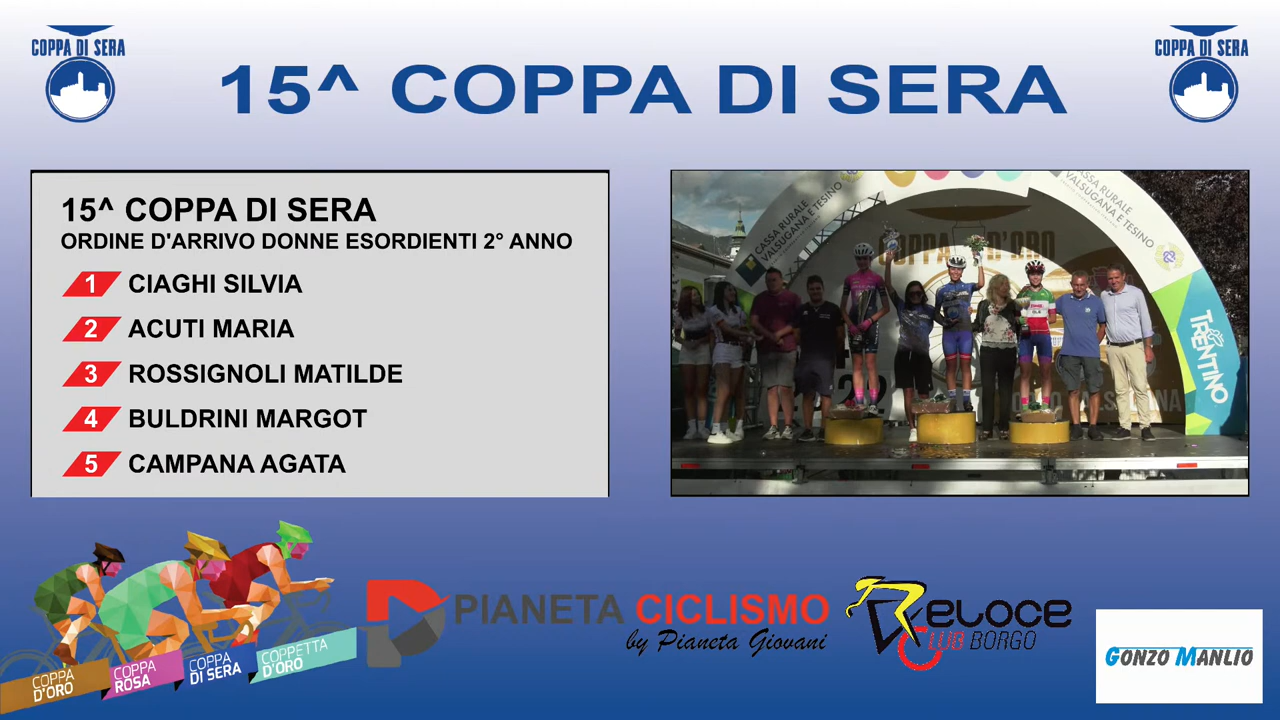 COPPA DI SERA
15^ COPPA DI SERA
COPPA DI SERA
15^ COPPA DI SERA
ORDINE D'ARRIVO DONNE ESORDIENTI 2° ANNO
1 CIAGHI SILVIA
2 ACUTI MARIA
3 ROSSIGNOLI MATILDE
4 BULDRINI MARGOT
5 CAMPANA AGATA
CASSA RURALE
VALSUGANA E TESINO
CASSA RURALE
VALSUGANA E TESINO
COPPA D'ORO
TRENTINO
COPPA
D'ORO
COPPA
ROSA
COPPA
DI SERA
COPPETTA
D'ORO
PIANETA CICLISMO
by Pianeta Giovani
VELOCE
CLUB BORGO
GONZO MANLIO